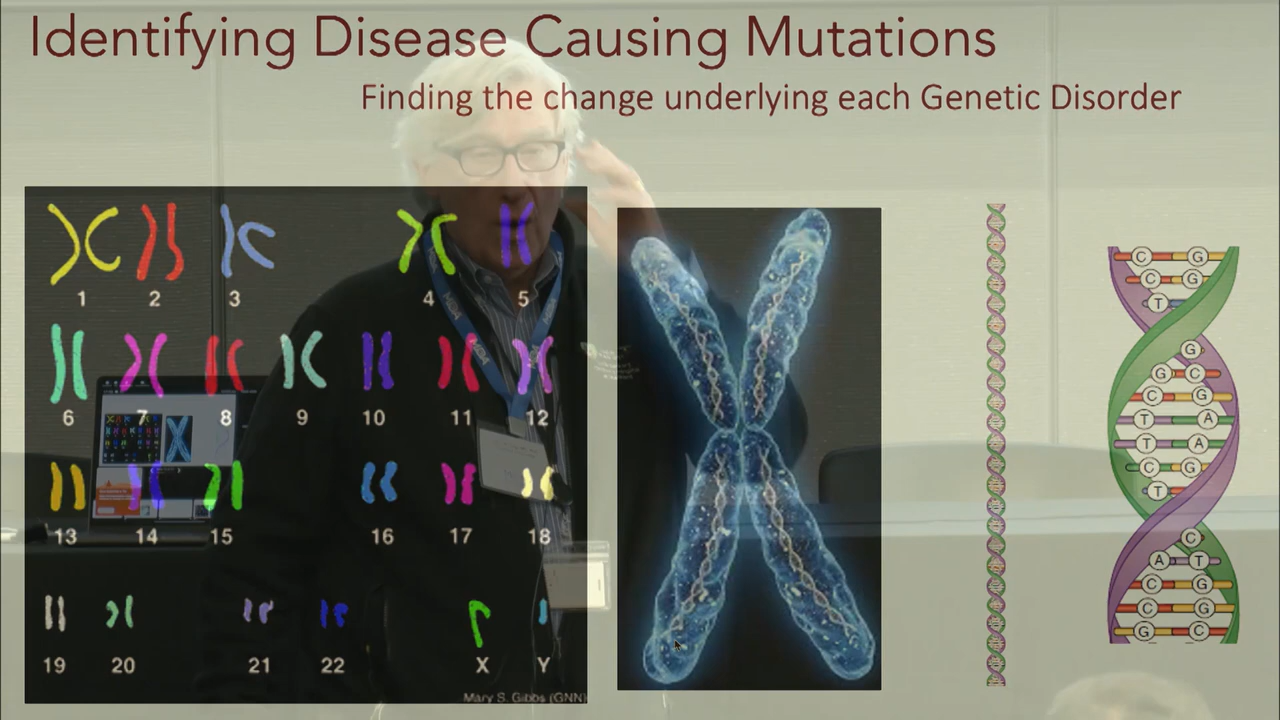 Identifying Disease Causing Mutations
Finding the change underlying each Genetic Disorder
1 2 3 4 5
6 7 8 9 10 11 12
13 14 15 16 17 18
19 20 21 22 X Y
Mary S. Gibbs (GNN)
C G
C G
T
G
G C
C G
T A
T A
C G
T
C
A T
C G
C G
G C